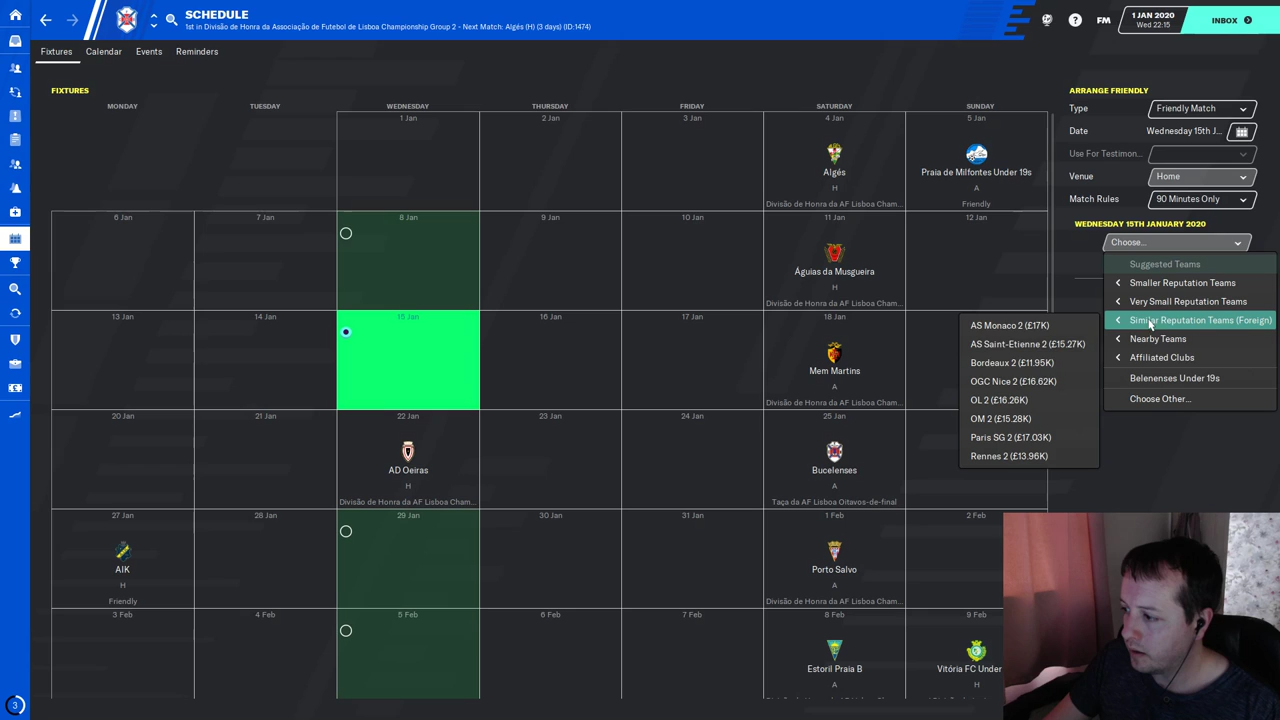 SCHEDULE
1st in Divisão de Honra da Associação de Futebol de Lisboa Championship Group 2 - Next Match: Algés (H) (3 days) (ID:1474)
FM
1 JAN 2020
Wed 22:15
INBOX
Fixtures
Calendar
Events
Reminders
FIXTURES
MONDAY
TUESDAY
WEDNESDAY
THURSDAY
FRIDAY
SATURDAY
SUNDAY
1 Jan
2 Jan
3 Jan
4 Jan
5 Jan
Algés
H
Divisão de Honra da AF Lisboa Cham...
Praia de Milfontes Under 19s
A
Friendly
6 Jan
7 Jan
8 Jan
9 Jan
10 Jan
11 Jan
12 Jan
Águias da Musgueira
H
Divisão de Honra da AF Lisboa Cham...
13 Jan
14 Jan
15 Jan
16 Jan
17 Jan
18 Jan
Mem Martins
A
Divisão de Honra da AF Lisboa Cham...
20 Jan
21 Jan
22 Jan
23 Jan
24 Jan
25 Jan
AD Oeiras
H
Divisão de Honra da AF Lisboa Cham...
Bucelenses
A
Taça da AF Lisboa Oitavos-de-final
27 Jan
28 Jan
29 Jan
30 Jan
31 Jan
1 Feb
2 Feb
AIK
H
Friendly
Porto Salvo
A
Divisão de Honra da AF Lisboa Cham...
3 Feb
4 Feb
5 Feb
6 Feb
7 Feb
8 Feb
9 Feb
Estoril Praia B
A
Vitória FC Under
H
ARRANGE FRIENDLY
Type
Friendly Match
Date
Wednesday 15th J...
Use For Testimon...
Venue
Home
Match Rules
90 Minutes Only
WEDNESDAY 15TH JANUARY 2020
Choose...
Suggested Teams
Smaller Reputation Teams
Very Small Reputation Teams
Similar Reputation Teams (Foreign)
Nearby Teams
Affiliated Clubs
Belenenses Under 19s
Choose Other...
AS Monaco 2 (£17K)
AS Saint-Etienne 2 (£15.27K)
Bordeaux 2 (£11.95K)
OGC Nice 2 (£16.62K)
OL 2 (£16.26K)
OM 2 (£15.28K)
Paris SG 2 (£17.03K)
Rennes 2 (£13.96K)
3